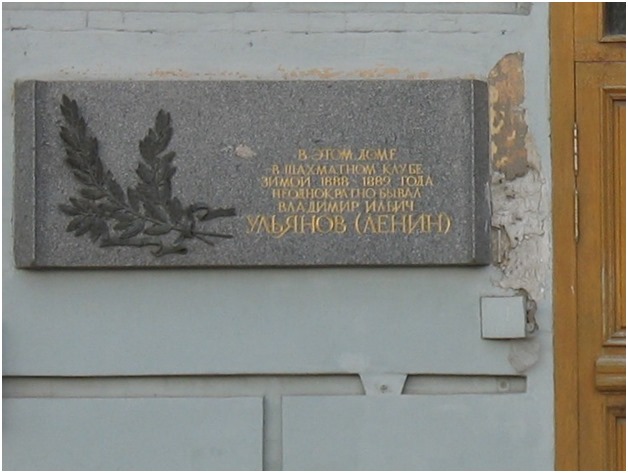 В ЭТОМ ДОМЕ
В ШАХМАТНОМ КЛУБЕ
ЗИМОЙ 1888-1889 ГОДА
НЕОДНОКРАТНО БЫВАЛ
ВЛАДИМИР ИЛЬИЧ
УЛЬЯНОВ (ЛЕНИН)